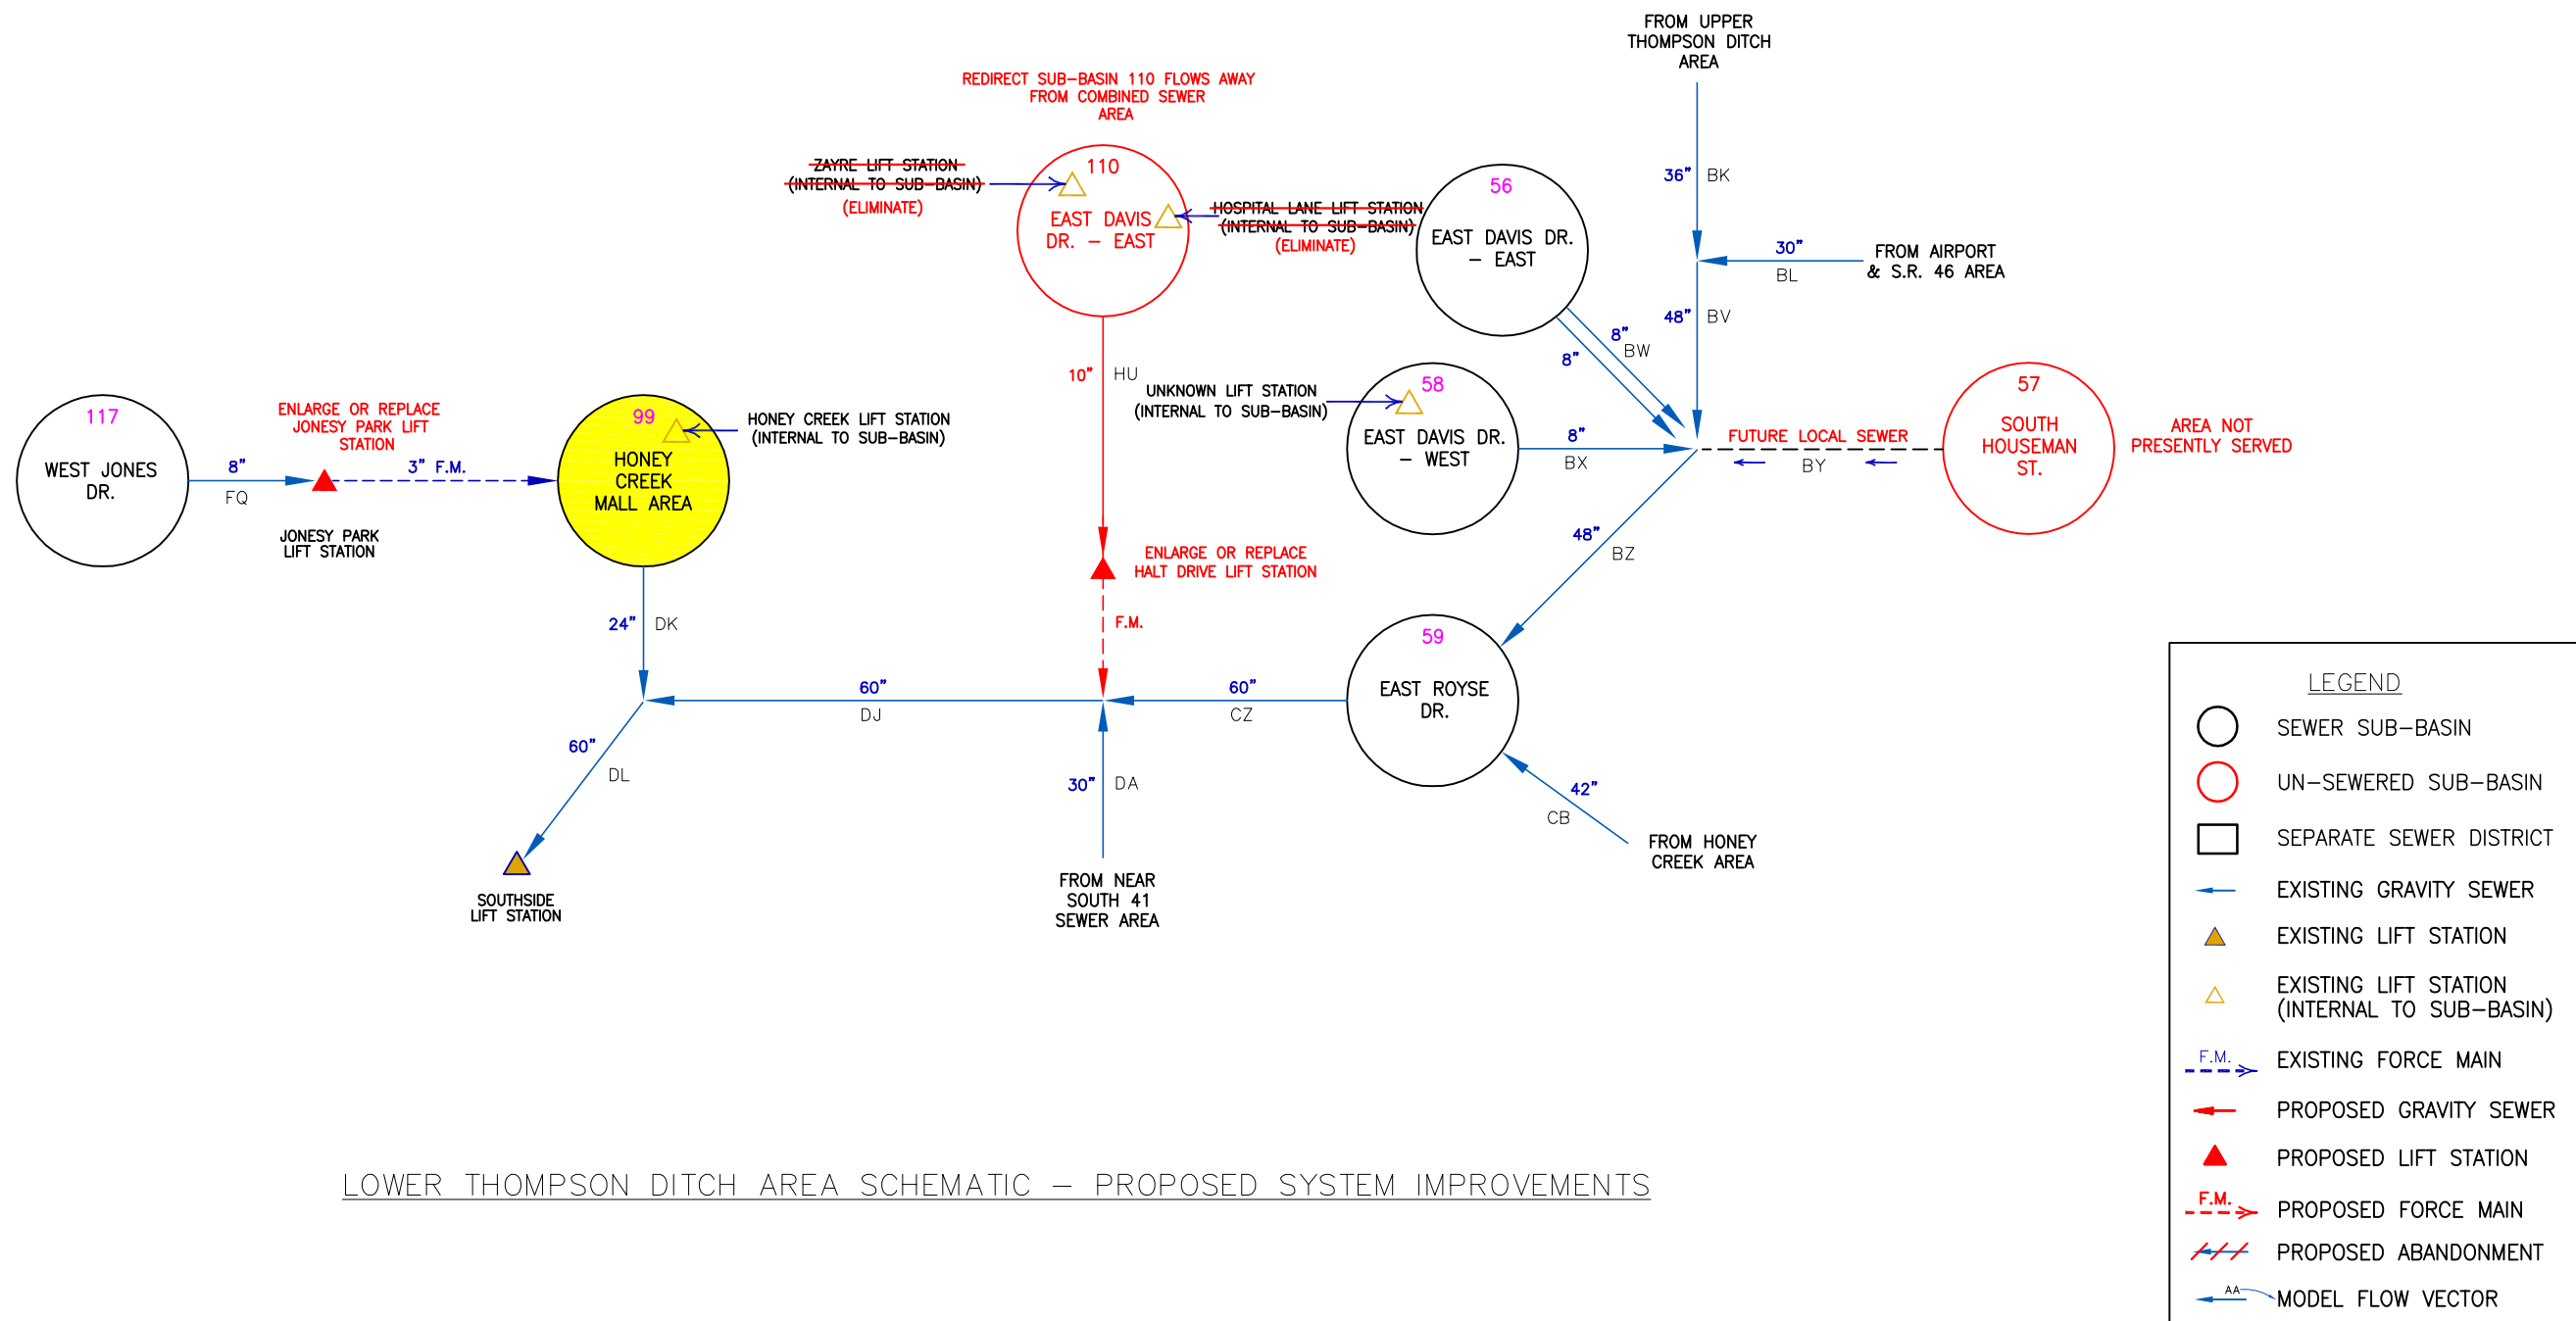 FROM UPPER
THOMPSON DITCH
AREA
REDIRECT SUB-BASIN 110 FLOWS AWAY
FROM COMBINED SEWER
AREA
ZAYRE LIFT STATION
(INTERNAL TO SUB-BASIN)
(ELIMINATE)
110
EAST DAVIS
DR. - EAST
HOSPITAL LANE LIFT STATION
(INTERNAL TO SUB-BASIN)
(ELIMINATE)
56
EAST DAVIS DR.
- EAST
36" BK
30"
BL
FROM AIRPORT
& S.R. 46 AREA
48" BV
8"
BW
8"
10" HU
UNKNOWN LIFT STATION
(INTERNAL TO SUB-BASIN)
58
EAST DAVIS DR.
- WEST
8"
BX
FUTURE LOCAL SEWER
BY
57
SOUTH
HOUSEMAN
ST.
AREA NOT
PRESENTLY SERVED
117
WEST JONES
DR.
8"
FQ
ENLARGE OR REPLACE
JONESY PARK LIFT
STATION
3" F.M.
JONESY PARK
LIFT STATION
99
HONEY
CREEK
MALL AREA
HONEY CREEK LIFT STATION
(INTERNAL TO SUB-BASIN)
48"
BZ
ENLARGE OR REPLACE
HALT DRIVE LIFT STATION
F.M.
24" DK
59
EAST ROYSE
DR.
60"
DJ
60"
CZ
60"
DL
30" DA
42"
CB
FROM HONEY
CREEK AREA
SOUTHSIDE
LIFT STATION
FROM NEAR
SOUTH 41
SEWER AREA
LOWER THOMPSON DITCH AREA SCHEMATIC - PROPOSED SYSTEM IMPROVEMENTS
LEGEND
SEWER SUB-BASIN
UN-SEWERED SUB-BASIN
SEPARATE SEWER DISTRICT
EXISTING GRAVITY SEWER
EXISTING LIFT STATION
EXISTING LIFT STATION
(INTERNAL TO SUB-BASIN)
F.M. EXISTING FORCE MAIN
PROPOSED GRAVITY SEWER
PROPOSED LIFT STATION
F.M. PROPOSED FORCE MAIN
PROPOSED ABANDONMENT
AA MODEL FLOW VECTOR